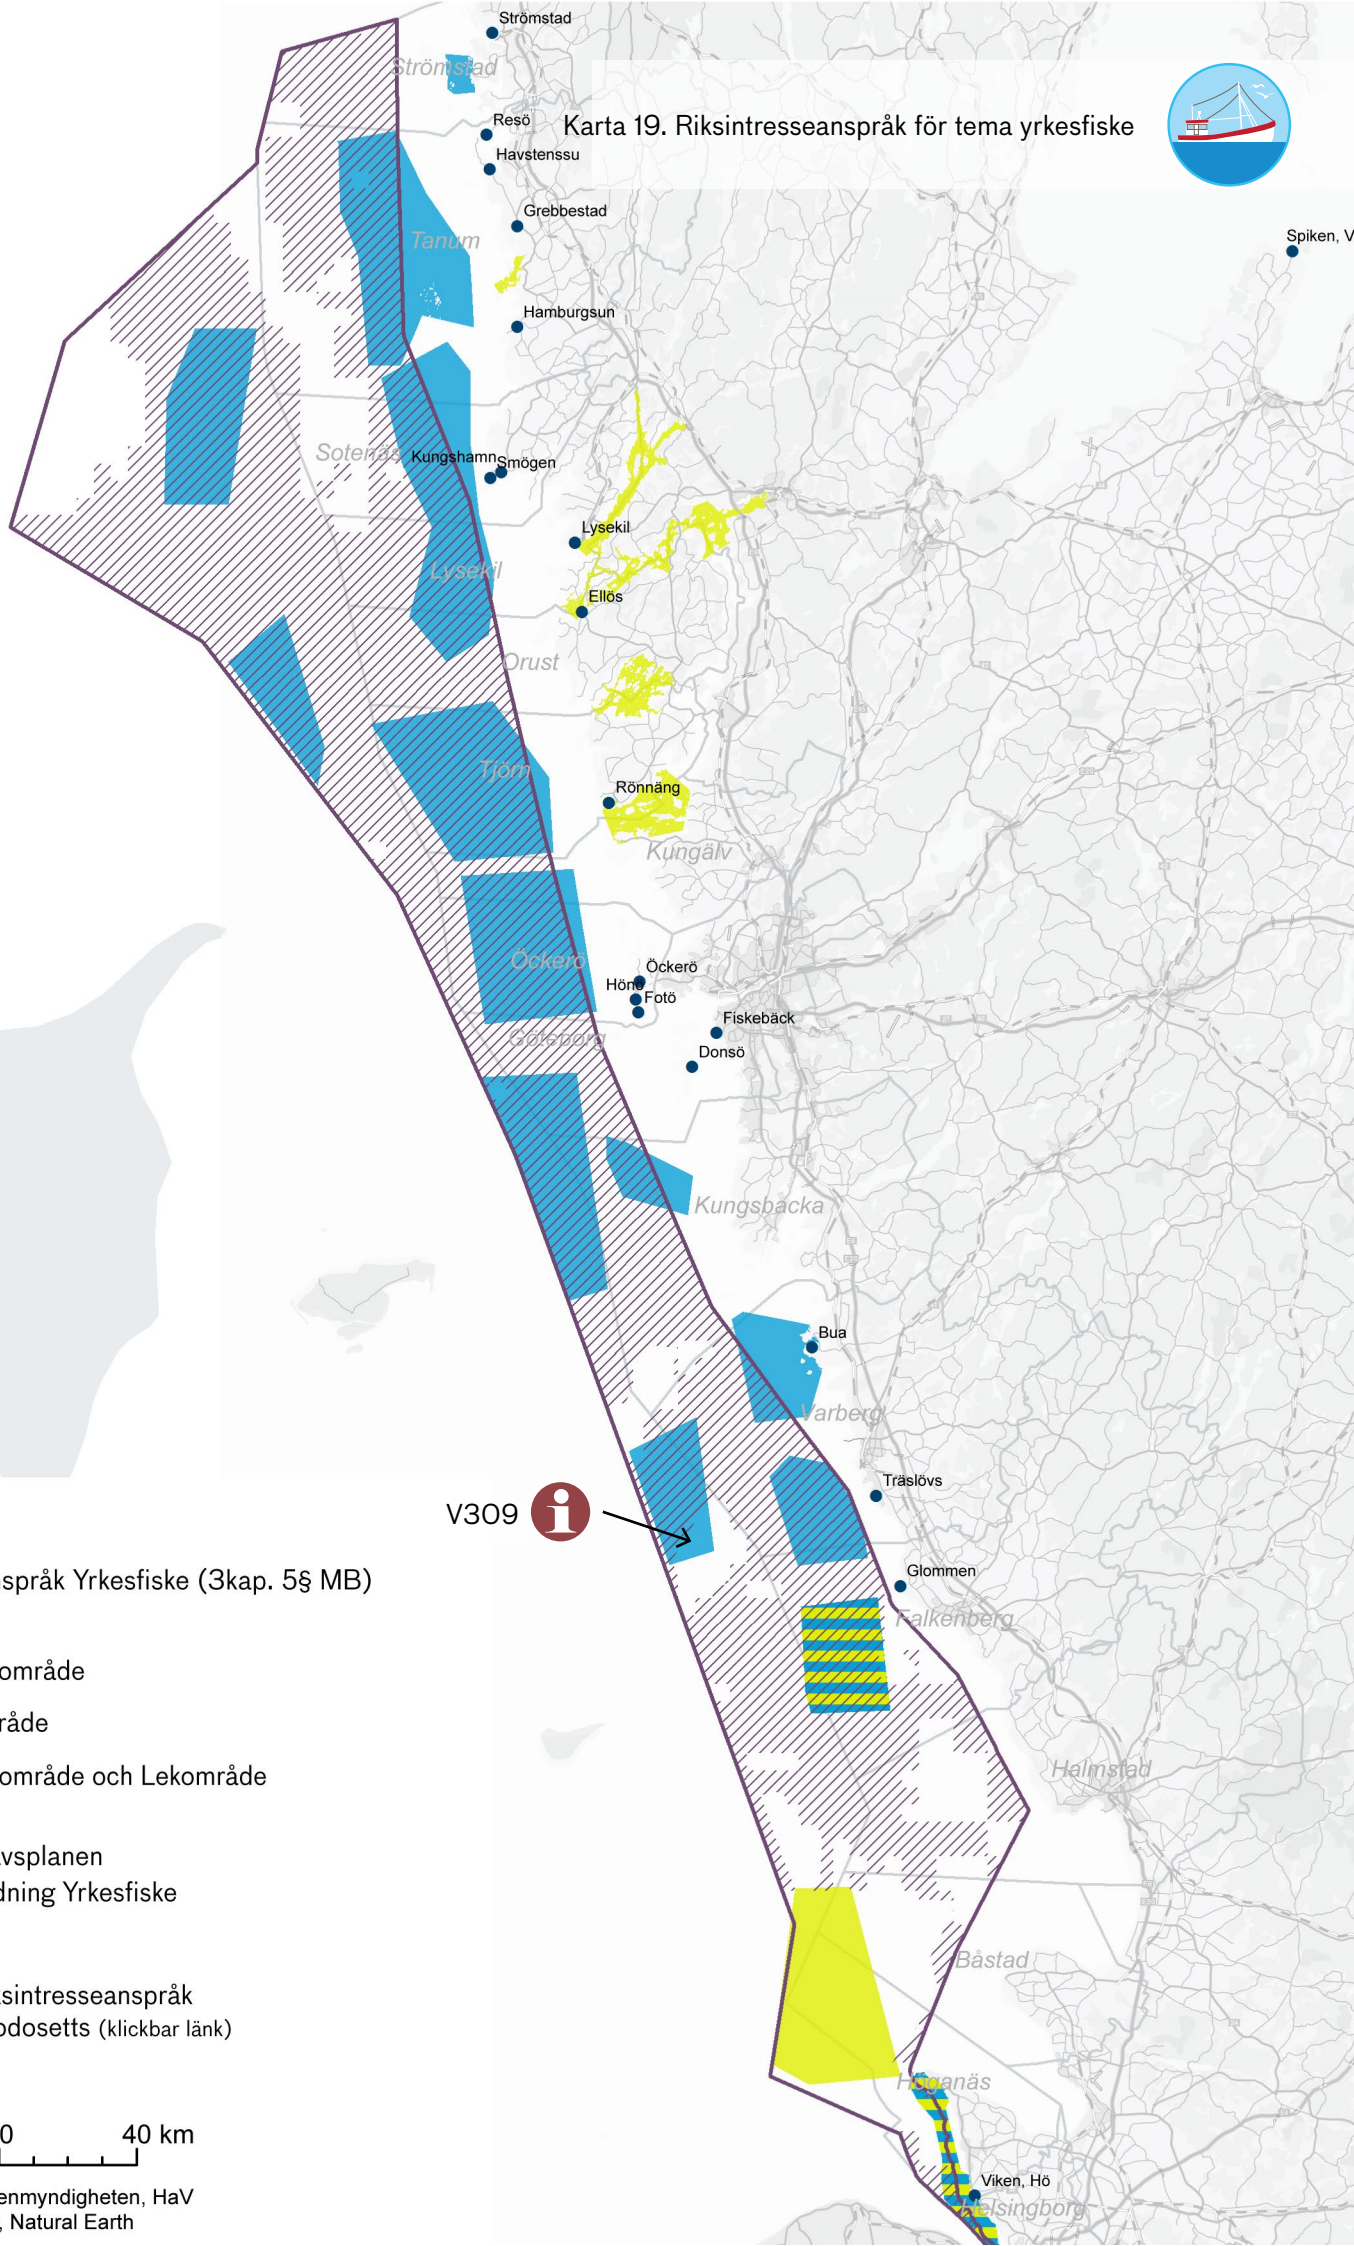 Strömstad
Strömstad
Karta 19. Riksintresseanspråk för tema yrkesfiske
Resö
Havstenssu
Grebbestad
Spiken, V
Tanum
Hamburgsun
Sotenäs
Kungshamn
Smögen
Lysekil
Lysekil
Ellös
Orust
Tjörn
Rönnäng
Kungälv
Öckerö
Öckerö
Hönö
Fotö
Fiskebäck
Göteborg
Donsö
Kungsbacka
Bua
Varberg
Träslövs
V309
i
Glommen
språk Yrkesfiske (3kap. 5§ MB)
Falkenberg
område
råde
område och Lekområde
Halmstad
vsplanen
dning Yrkesfiske
Båstad
sintresseanspråk
odosetts (klickbar länk)
Höganäs
0 40 km
Viken, Hö
enmyndigheten, HaV
Helsingborg
, Natural Earth